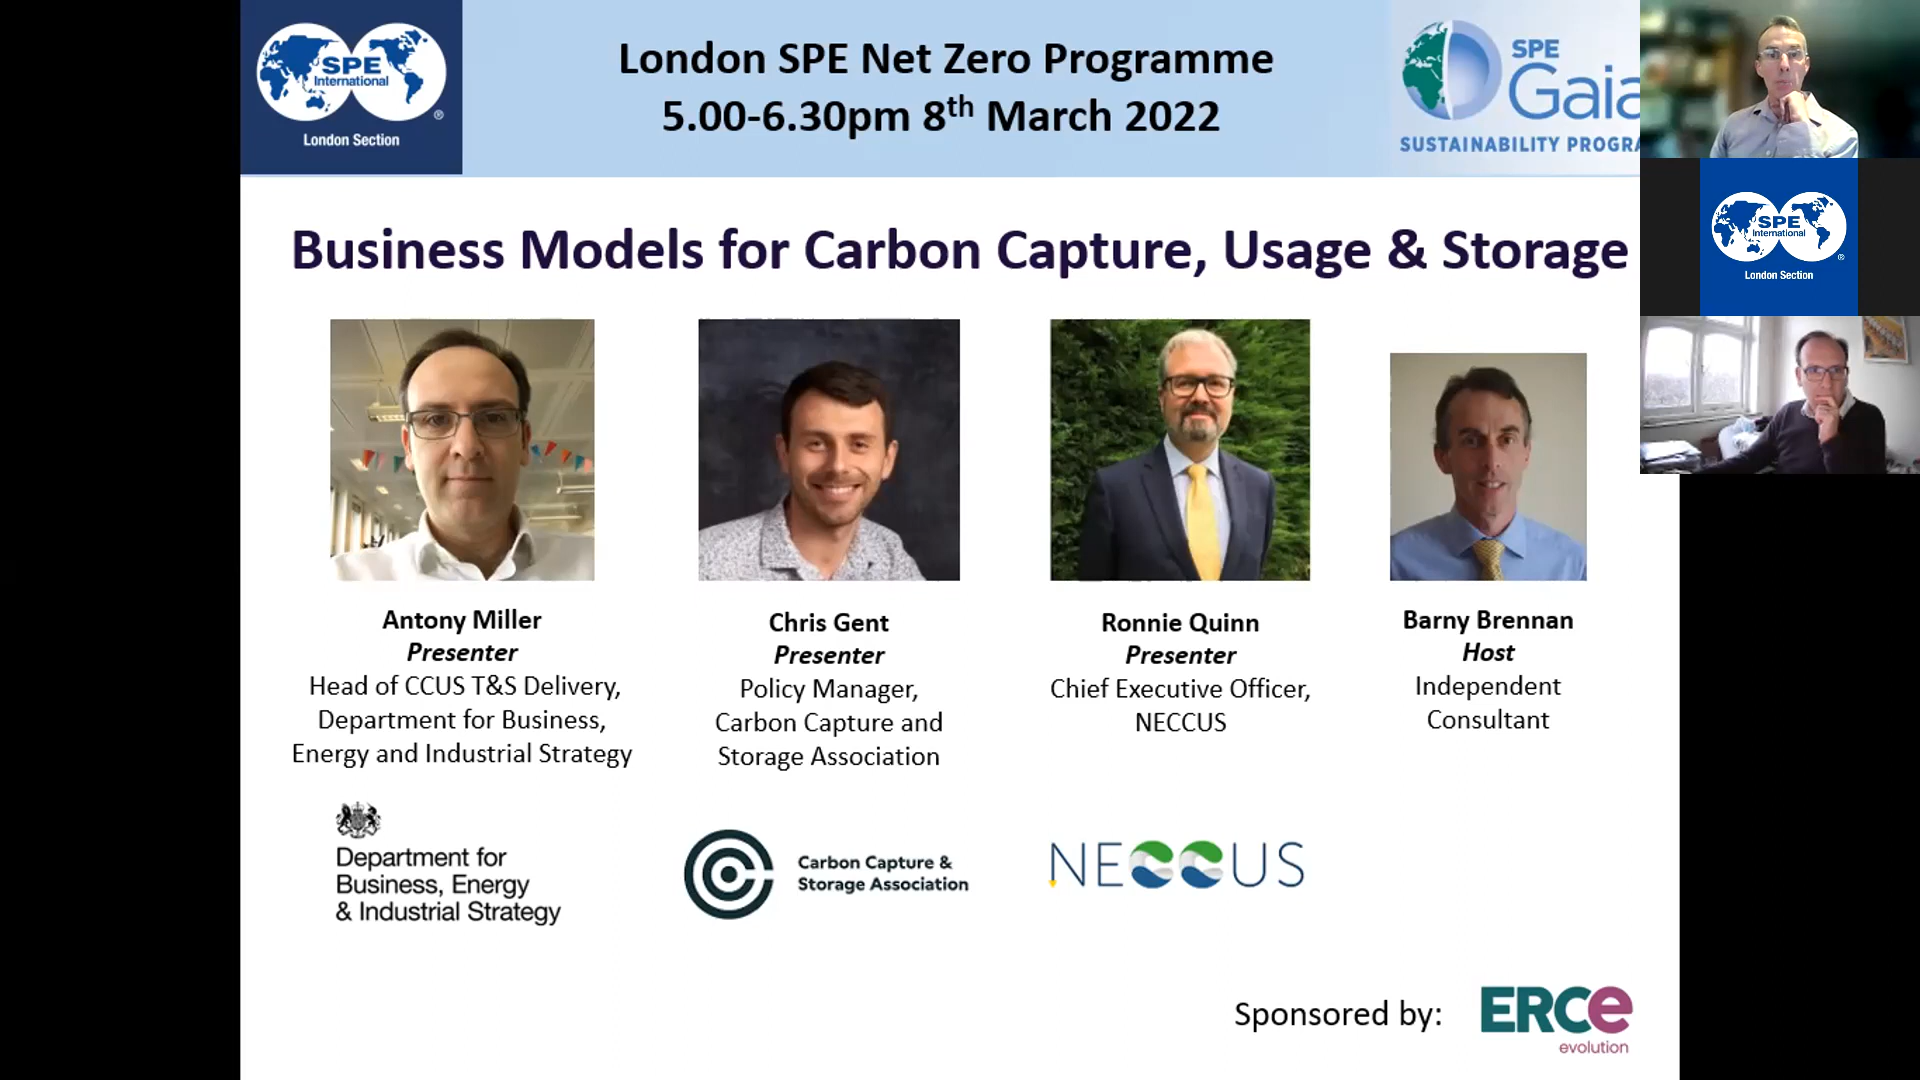 SPE
International
®
London Section
London SPE Net Zero Programme
5.00-6.30pm 8th March 2022
SPE
Gaia
SUSTAINABILITY PROGRA
SPE
International
®
London Section
Business Models for Carbon Capture, Usage & Storage
Antony Miller
Presenter
Head of CCUS T&S Delivery,
Department for Business,
Energy and Industrial Strategy
Chris Gent
Presenter
Policy Manager,
Carbon Capture and
Storage Association
Ronnie Quinn
Presenter
Chief Executive Officer,
NECCUS
Barny Brennan
Host
Independent
Consultant
Department for
Business, Energy
& Industrial Strategy
Carbon Capture &
Storage Association
NECCUS
Sponsored by:
ERCe
evolution